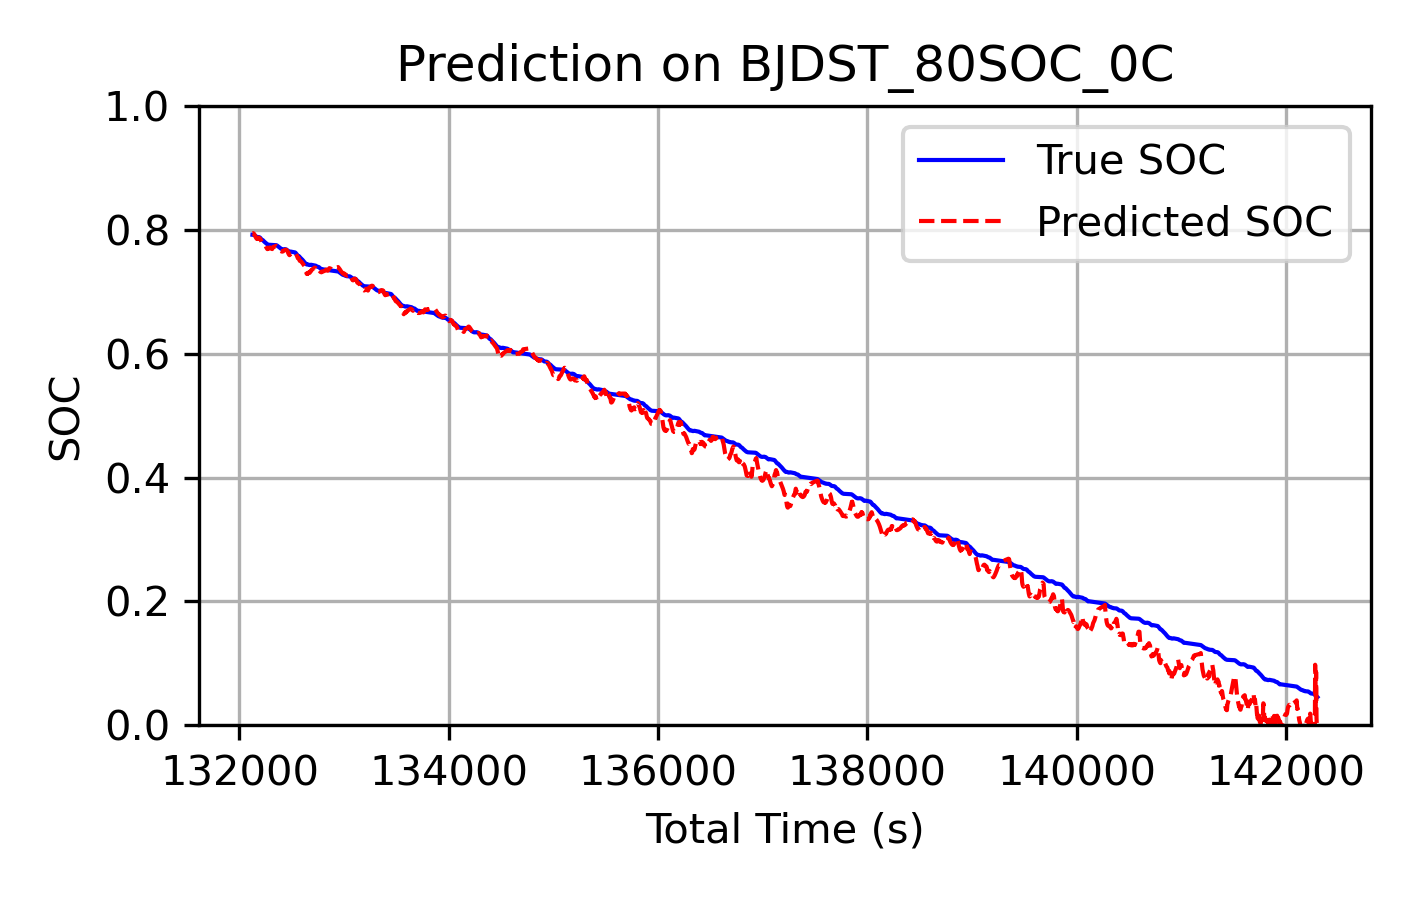 Prediction on BJDST_80SOC_0C
1.0
0.8
0.6
0.4
0.2
0.0
SOC
True SOC
Predicted SOC
132000 134000 136000 138000 140000 142000
Total Time (s)